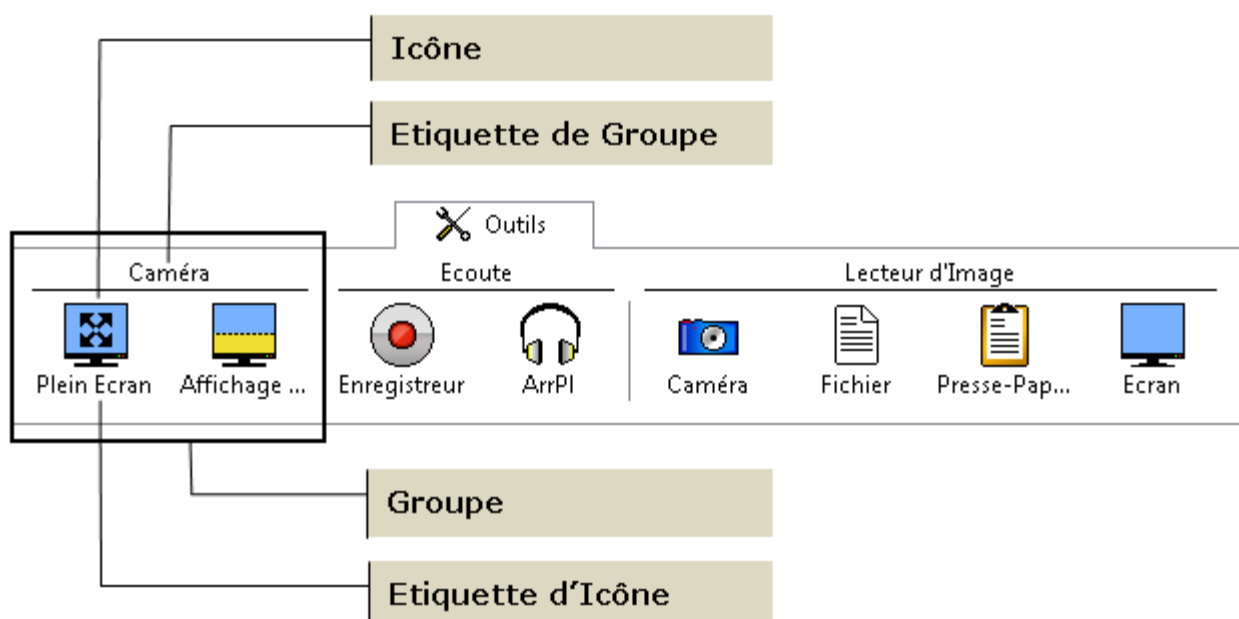 Icône
Etiquette de Groupe
Outils
Caméra
Ecoute
Lecteur d'Image
Plein Ecran
Affichage ...
Enregistreur
ArrPl
Caméra
Fichier
Presse-Pap...
Ecran
Groupe
Etiquette d’Icône